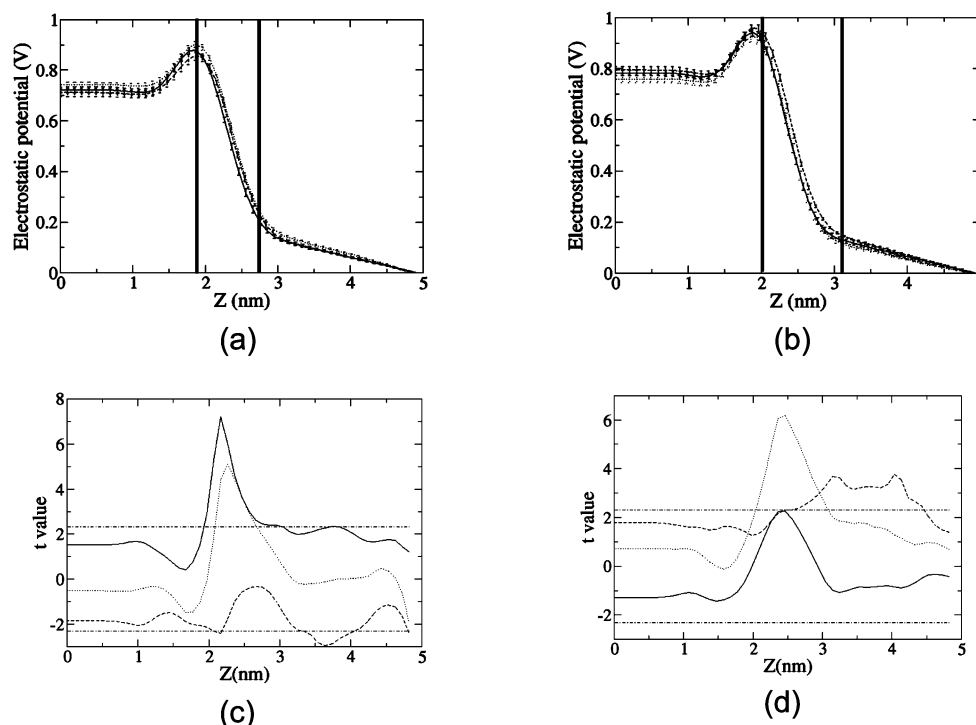 Electrostatic potential (V)
1
0.8
0.6
0.4
0.2
0
0 1 2 3 4 5
Z (nm)
(a)
Electrostatic potential (V)
1
0.8
0.6
0.4
0.2
0
0 1 2 3 4
Z (nm)
(b)
t value
8
6
4
2
0
-2
0 1 2 3 4 5
Z(nm)
(c)
t value
6
4
2
0
-2
0 1 2 3 4 5
Z(nm)
(d)